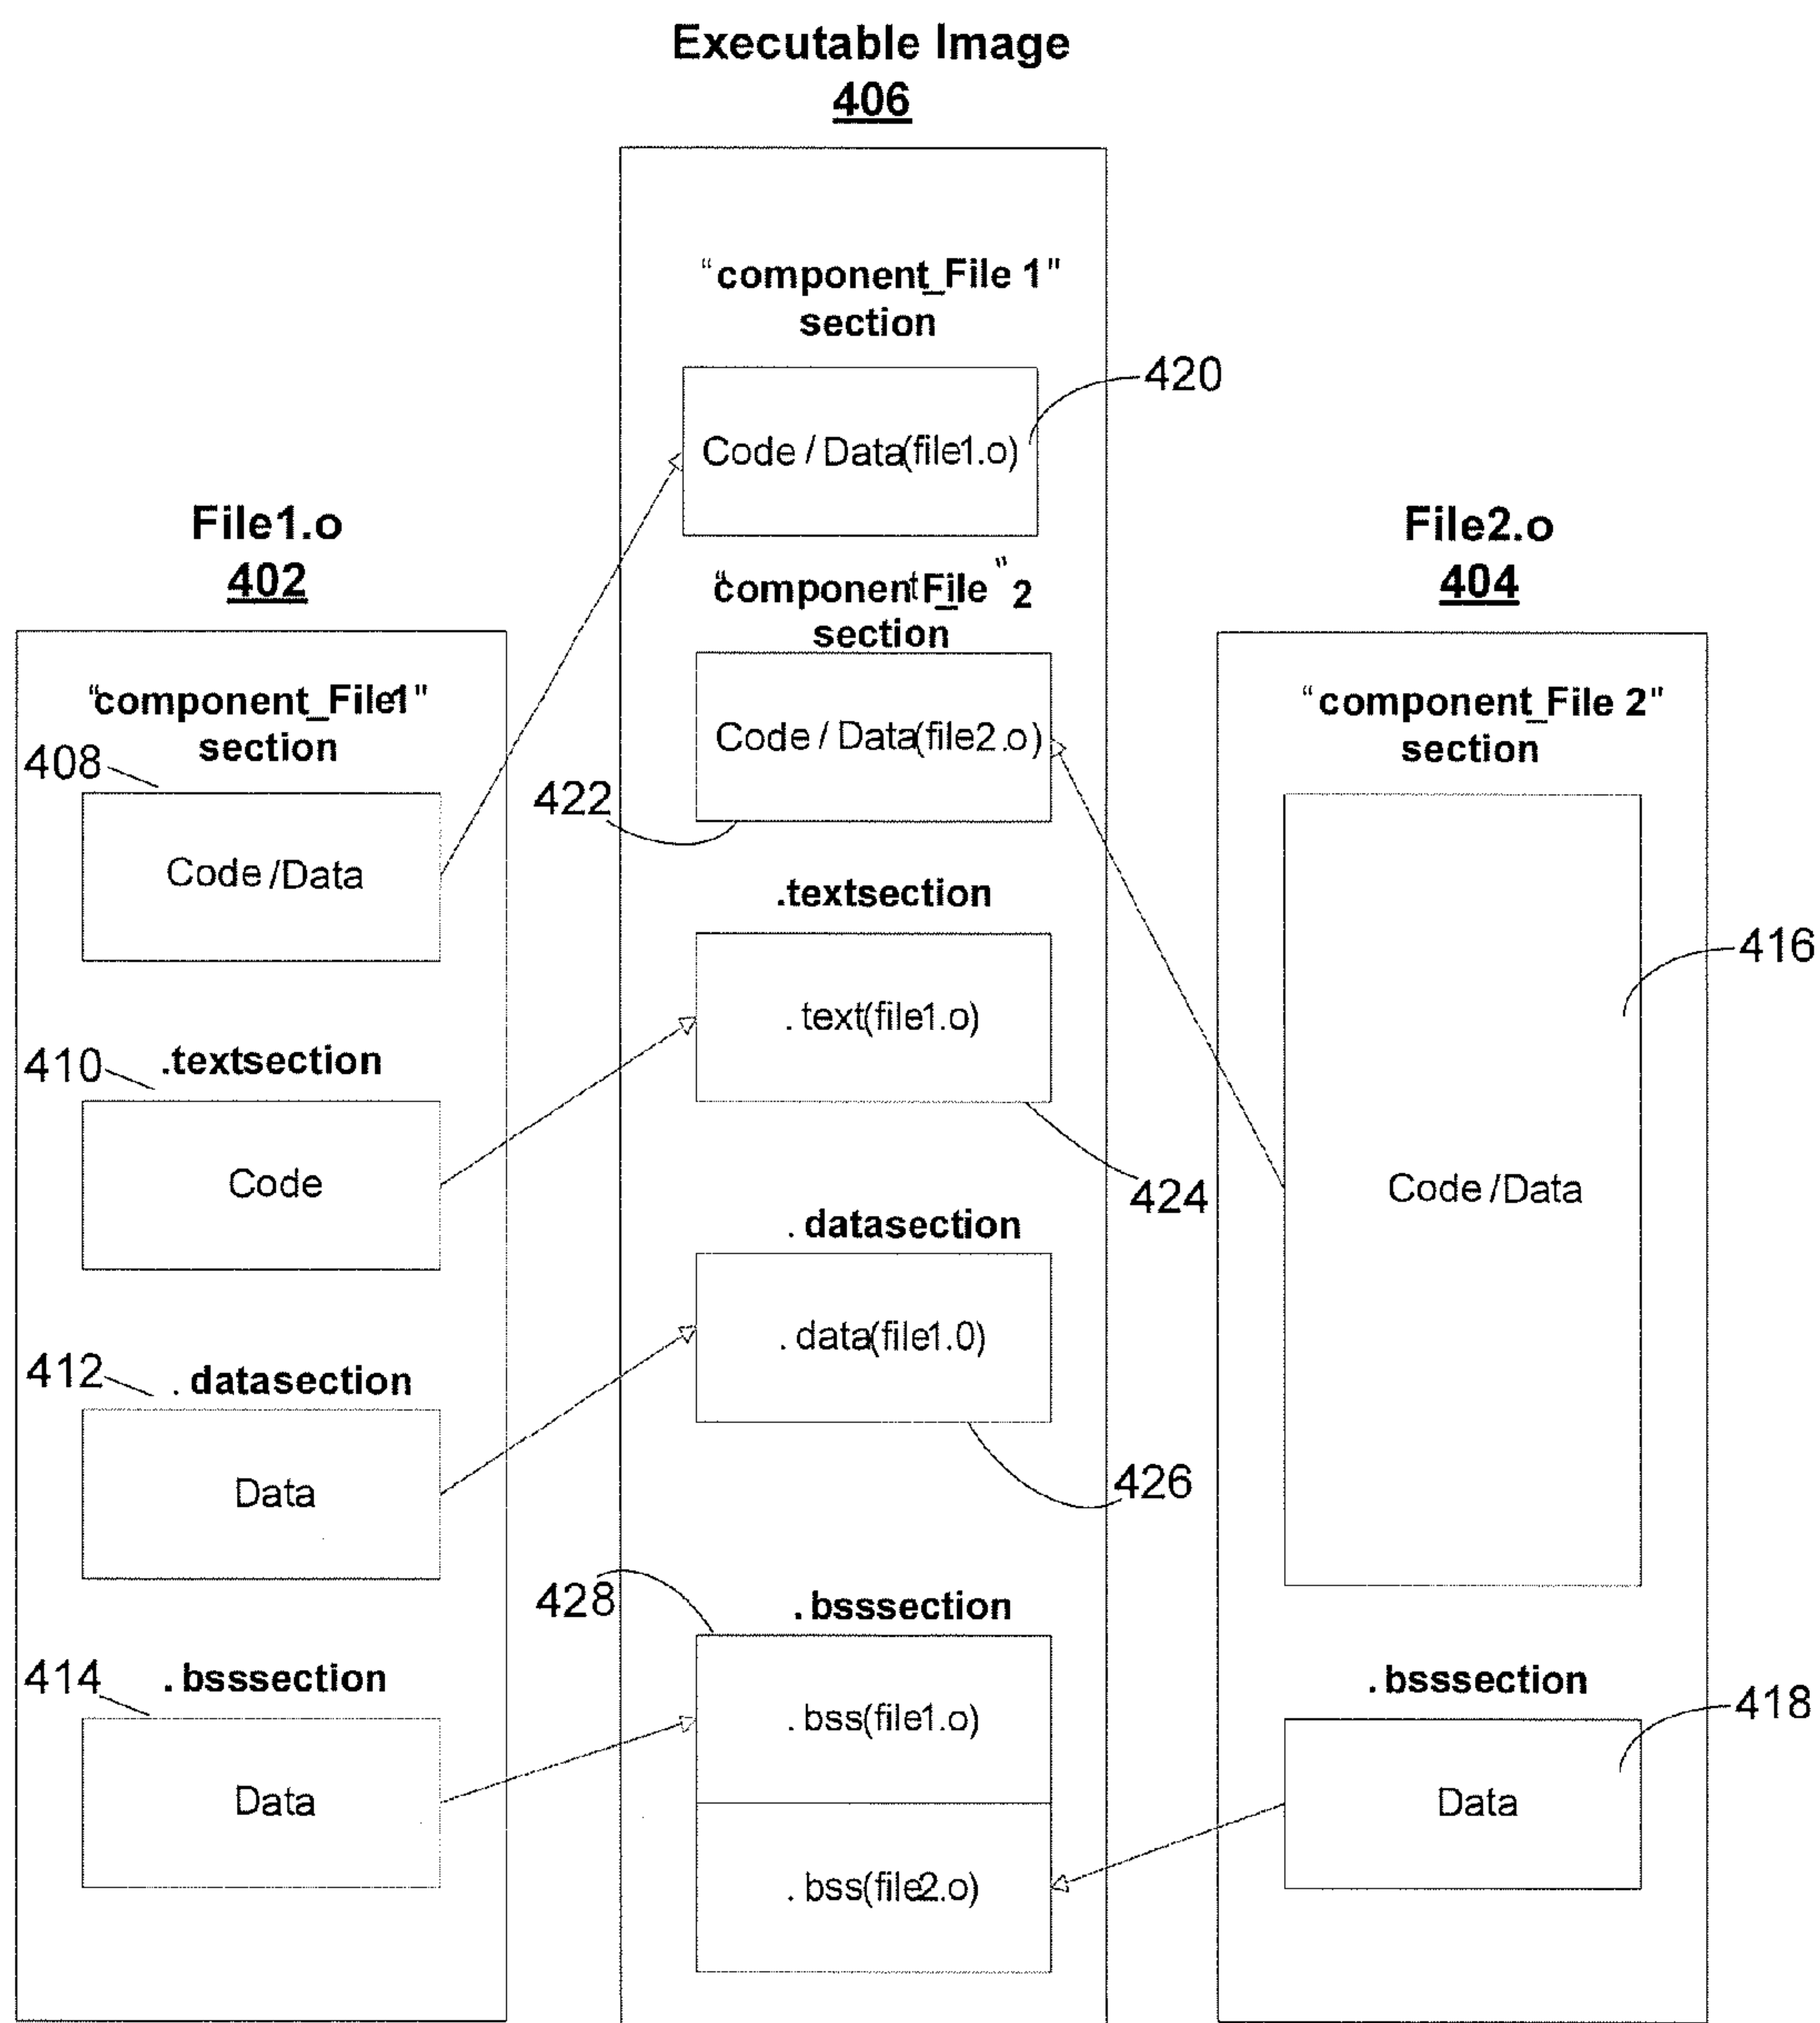 Executable Image
406
"component_File 1"
section
420
Code / Data(file1.o)
"component_File "2
section
Code / Data(file2.o)
422
.textsection
.text(file1.o)
424
. datasection
. data(file1.0)
426
428
.bsssection
. bss(file1.o)
. bss(file2.o)
File1.o
402
"component_File1"
section
408
Code /Data
410
.textsection
Code
412
. datasection
Data
414
.bsssection
Data
File2.o
404
"component_File 2"
section
416
Code /Data
.bsssection
418
Data